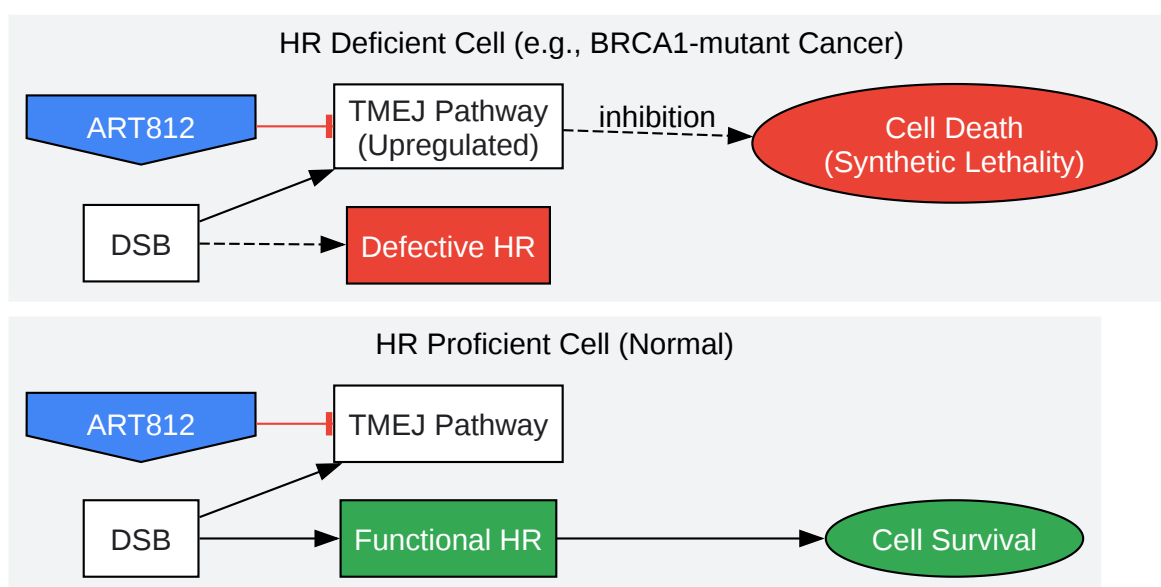 HR Deficient Cell (e.g., BRCA1-mutant Cancer)
ART812
TMEJ Pathway
(Upregulated)
inhibition
Cell Death
(Synthetic Lethality)
DSB
Defective HR
HR Proficient Cell (Normal)
ART812
TMEJ Pathway
DSB
Functional HR
Cell Survival